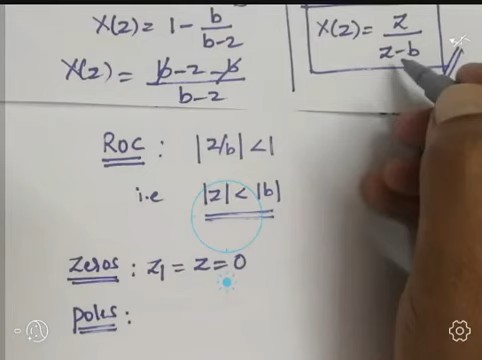 X(z) = 1 - b/(b-z)
X(z) = (b-z-b)/(b-z)
X(z) = z/(z-b)
ROC : |z/b| < 1
i.e |z| < |b|
Zeros : z₁ = z = 0
Poles :